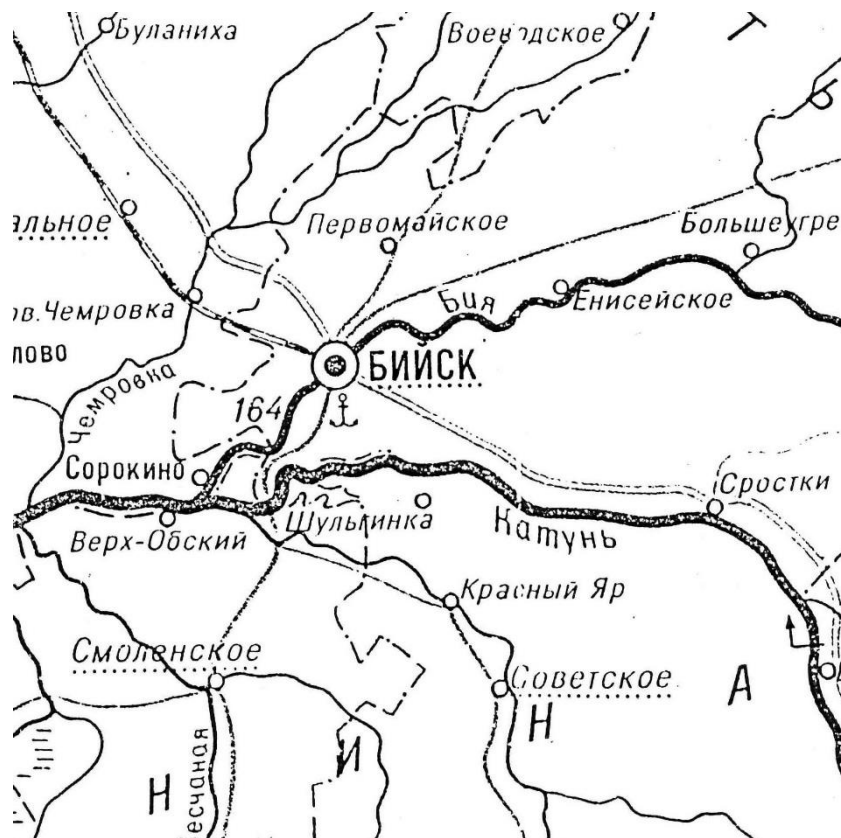 Буланиха
Воеводское
Т
Р
альное
Первомайское
Большеугре
Бия
Енисейское
ов.Чемровка
лово
Чемровка
БИЙСК
164
Сорокино
Сростки
Шульгинка
Катунь
Верх-Обский
Красный Яр
Смоленское
Советское
А
Н
И
Н
есчаная